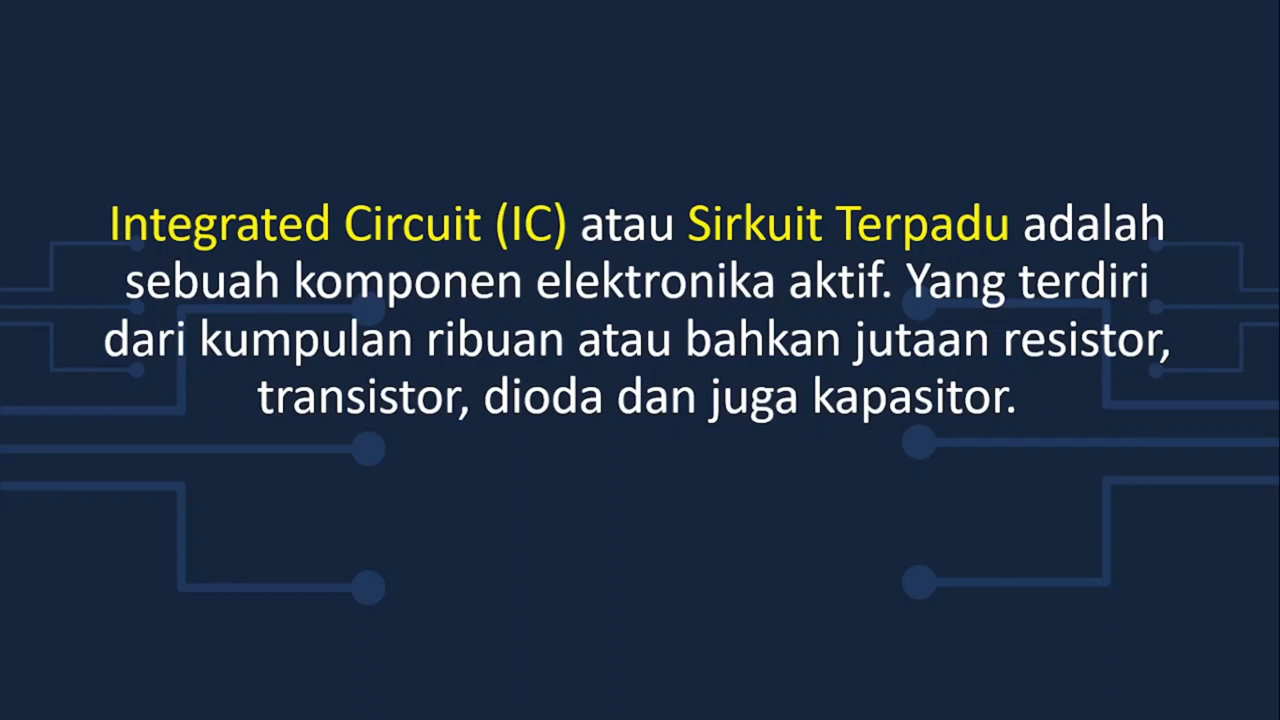 Integrated Circuit (IC) atau Sirkuit Terpadu adalah
sebuah komponen elektronika aktif. Yang terdiri
dari kumpulan ribuan atau bahkan jutaan resistor,
transistor, dioda dan juga kapasitor.